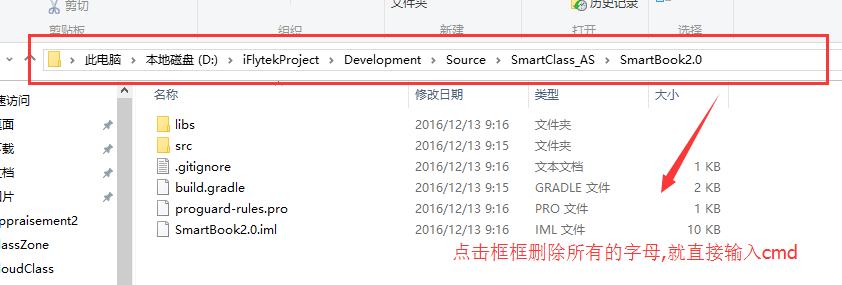 剪切
文件夹
历史记录
剪贴板 组织 新建 打开 选择
此电脑 本地磁盘 (D:) iFlytekProject Development Source SmartClass_AS SmartBook2.0
速访问 名称 修改日期 类型 大小
桌面 libs 2016/12/13 9:16 文件夹
下载 src 2016/12/13 9:15 文件夹
文档 .gitignore 2016/12/13 9:16 文本文档 1 KB
图片 build.gradle 2016/12/13 9:15 GRADLE 文件 2 KB
ppraisement2 proguard-rules.pro 2016/12/13 9:16 PRO 文件 1 KB
lassZone SmartBook2.0.iml 2016/12/13 9:16 IML 文件 10 KB
loudClass 点击框框删除所有的字母,就直接输入cmd